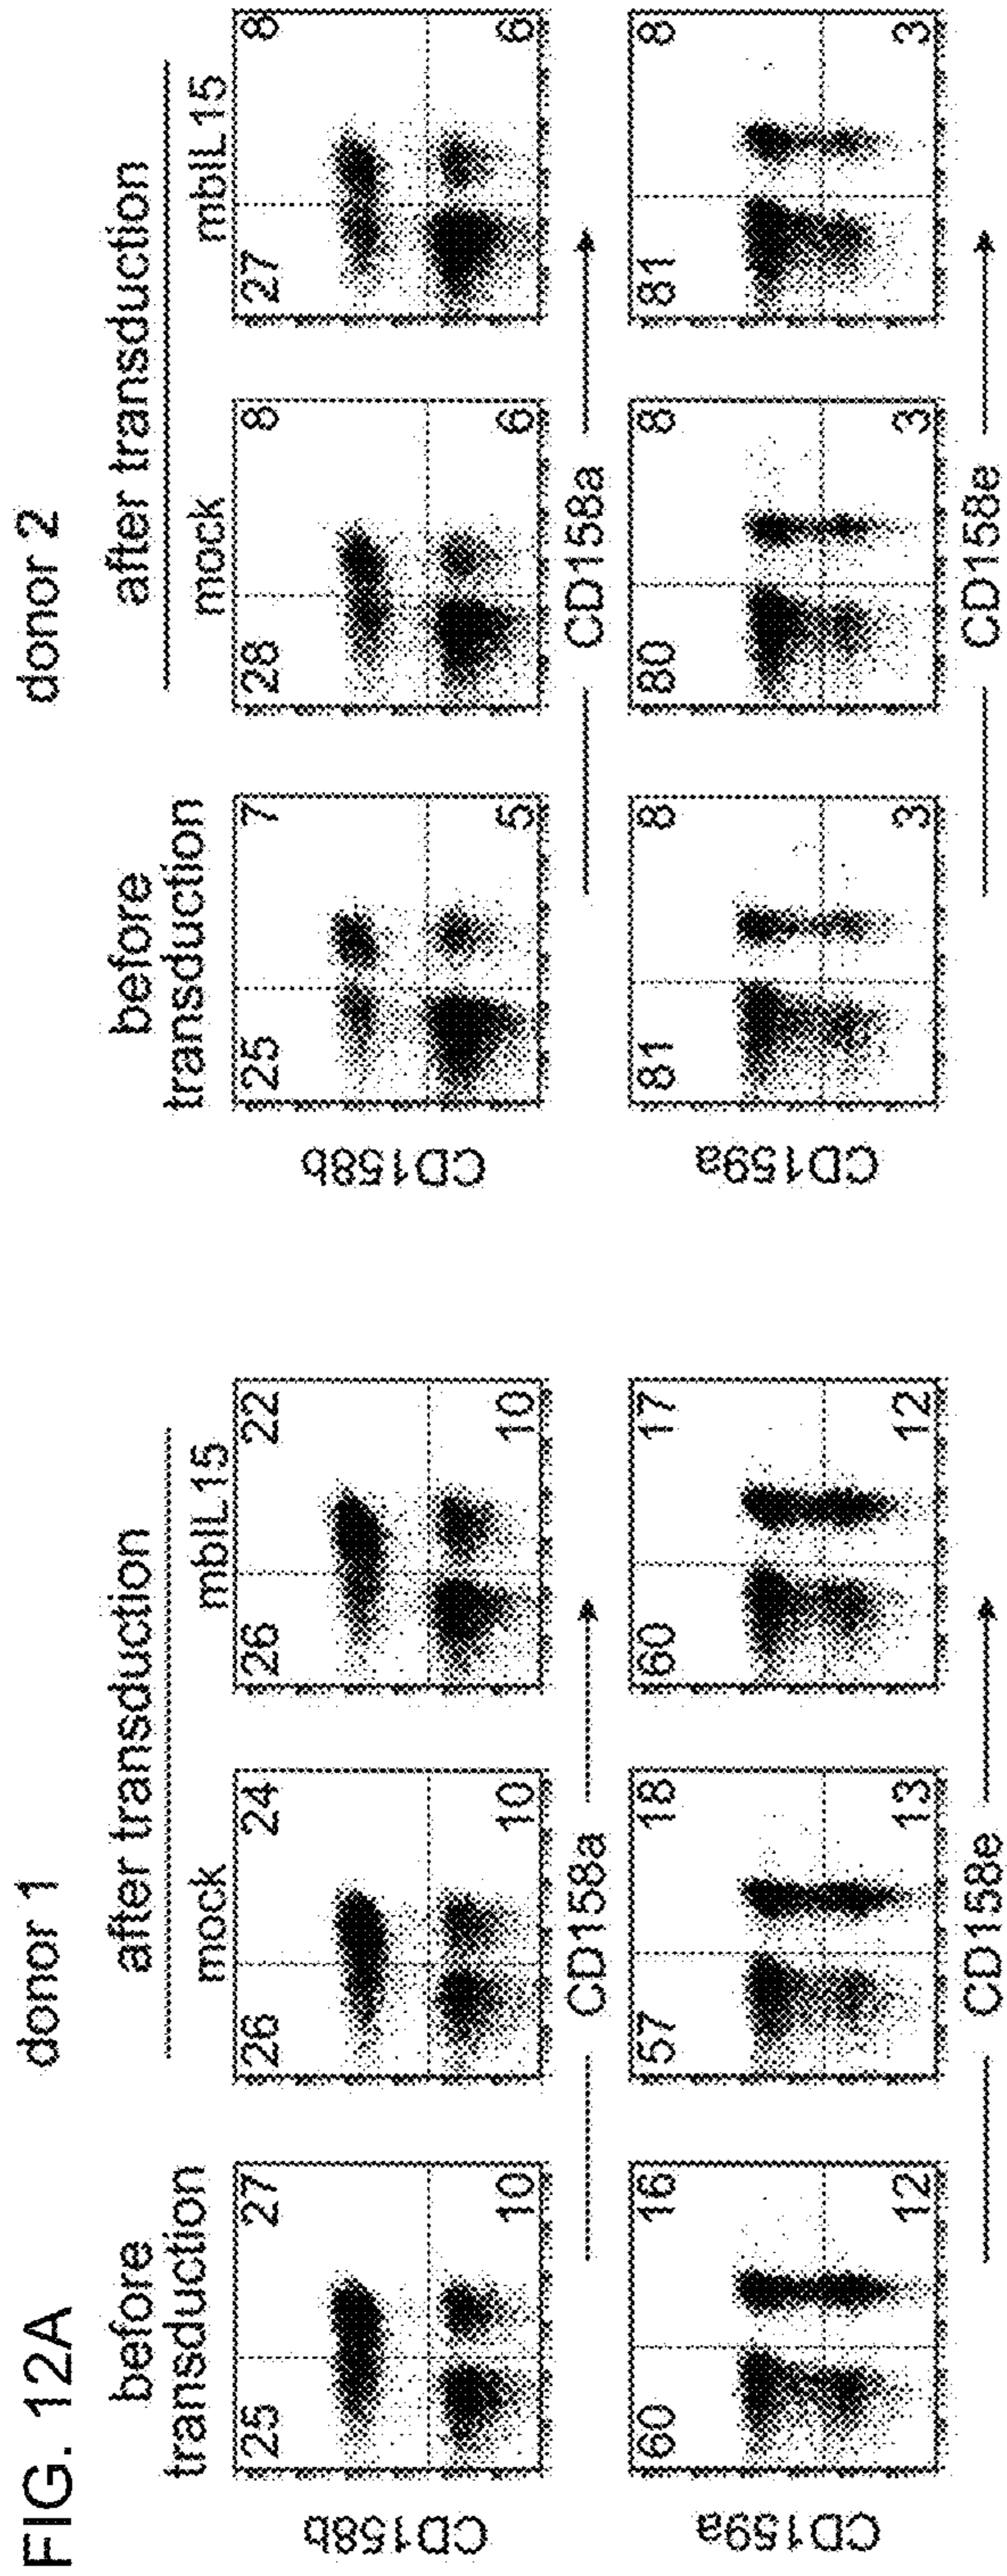 FIG. 12A
donor 1
before
transduction
after transduction
mock
mbIL15
CD158b
25
27
10
26
24
10
26
22
10
CD158a
CD159a
60
16
12
57
18
13
60
17
12
CD158e
donor 2
before
transduction
after transduction
mock
mbIL15
CD158b
25
7
5
28
8
6
27
8
6
CD158a
CD159a
81
8
3
80
8
3
81
8
3
CD158e